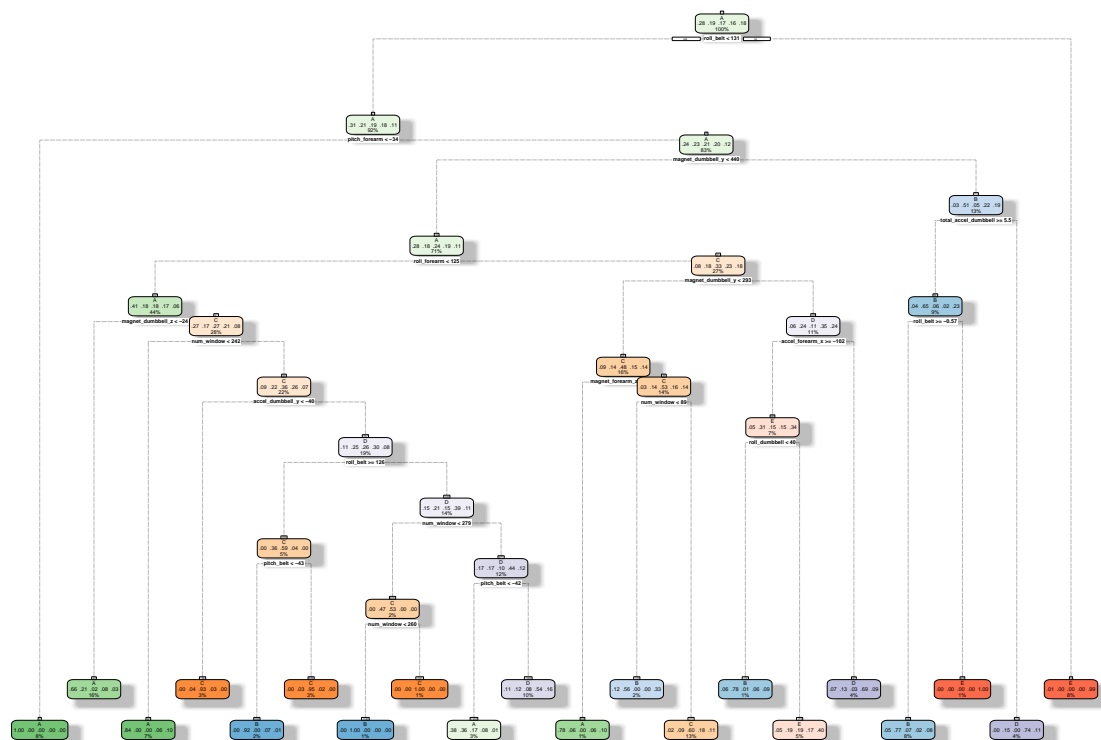 A
.28 .19 .17 .16 .18
100%
roll_belt < 131
A
.31 .21 .19 .18 .11
92%
pitch_forearm < −34
A
.24 .23 .21 .20 .12
83%
magnet_dumbbell_y < 440
B
.03 .51 .05 .22 .19
13%
total_accel_dumbbell >= 5.5
A
.28 .18 .24 .19 .11
71%
roll_forearm < 125
C
.08 .18 .33 .23 .18
27%
magnet_dumbbell_y < 293
A
.41 .18 .18 .17 .06
44%
magnet_dumbbell_z < −24
B
.04 .65 .06 .02 .23
9%
roll_belt >= −0.57
C
.27 .17 .27 .21 .08
28%
num_window < 242
D
.06 .24 .11 .35 .24
11%
accel_forearm_x >= −102
C
.09 .14 .48 .15 .14
16%
magnet_forearm_
C
.09 .22 .36 .26 .07
22%
accel_dumbbell_y < −40
C
.03 .14 .53 .16 .14
14%
num_window < 89
E
.05 .31 .15 .15 .34
7%
roll_dumbbell < 40
D
.11 .25 .26 .30 .08
19%
roll_belt >= 126
D
.15 .21 .15 .39 .11
14%
num_window < 279
C
.00 .36 .59 .04 .00
5%
pitch_belt < −43
D
.17 .17 .10 .44 .12
12%
pitch_belt < −42
C
.00 .47 .53 .00 .00
2%
num_window < 260
A
.66 .21 .02 .08 .03
16%
C
.00 .04 .93 .03 .00
3%
C
.00 .03 .95 .02 .00
3%
C
.00 .00 1.00 .00 .00
1%
D
.11 .12 .08 .54 .16
10%
B
.12 .56 .00 .00 .33
2%
B
.06 .78 .01 .06 .09
1%
D
.07 .13 .03 .69 .09
4%
E
.00 .00 .00 .00 1.00
1%
E
.01 .00 .00 .00 .99
8%
A
1.00 .00 .00 .00 .00
8%
A
.84 .00 .00 .06 .10
7%
B
.00 .92 .00 .07 .01
2%
B
.00 1.00 .00 .00 .00
1%
A
.38 .36 .17 .08 .01
3%
A
.78 .06 .00 .06 .10
1%
C
.02 .09 .60 .18 .11
13%
E
.05 .19 .19 .17 .40
5%
B
.05 .77 .07 .02 .08
8%
D
.00 .15 .00 .74 .11
4%